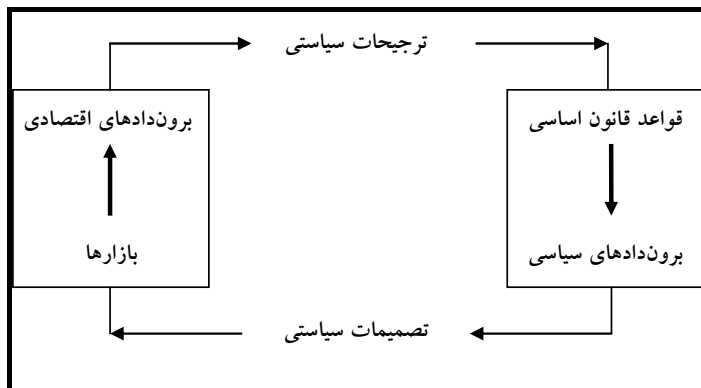 ترجیحات سیاستی
قواعد قانون اساسی
برون‌دادهای اقتصادی
برون‌دادهای سیاسی
بازارها
تصمیمات سیاستی